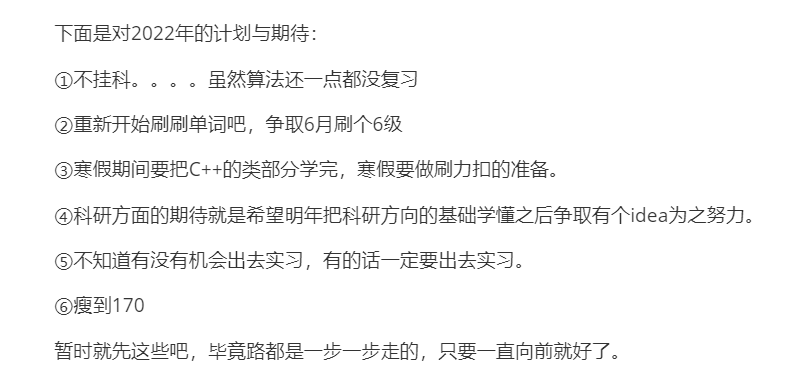 下面是对2022年的计划与期待：
①不挂科。。。。虽然算法还一点都没复习
②重新开始刷刷单词吧，争取6月刷个6级
③寒假期间要把C++的类部分学完，寒假要做刷力扣的准备。
④科研方面的期待就是希望明年把科研方向的基础学懂之后争取有个idea为之努力。
⑤不知道有没有机会出去实习，有的话一定要出去实习。
⑥瘦到170
暂时就先这些吧，毕竟路都是一步一步走的，只要一直向前就好了。